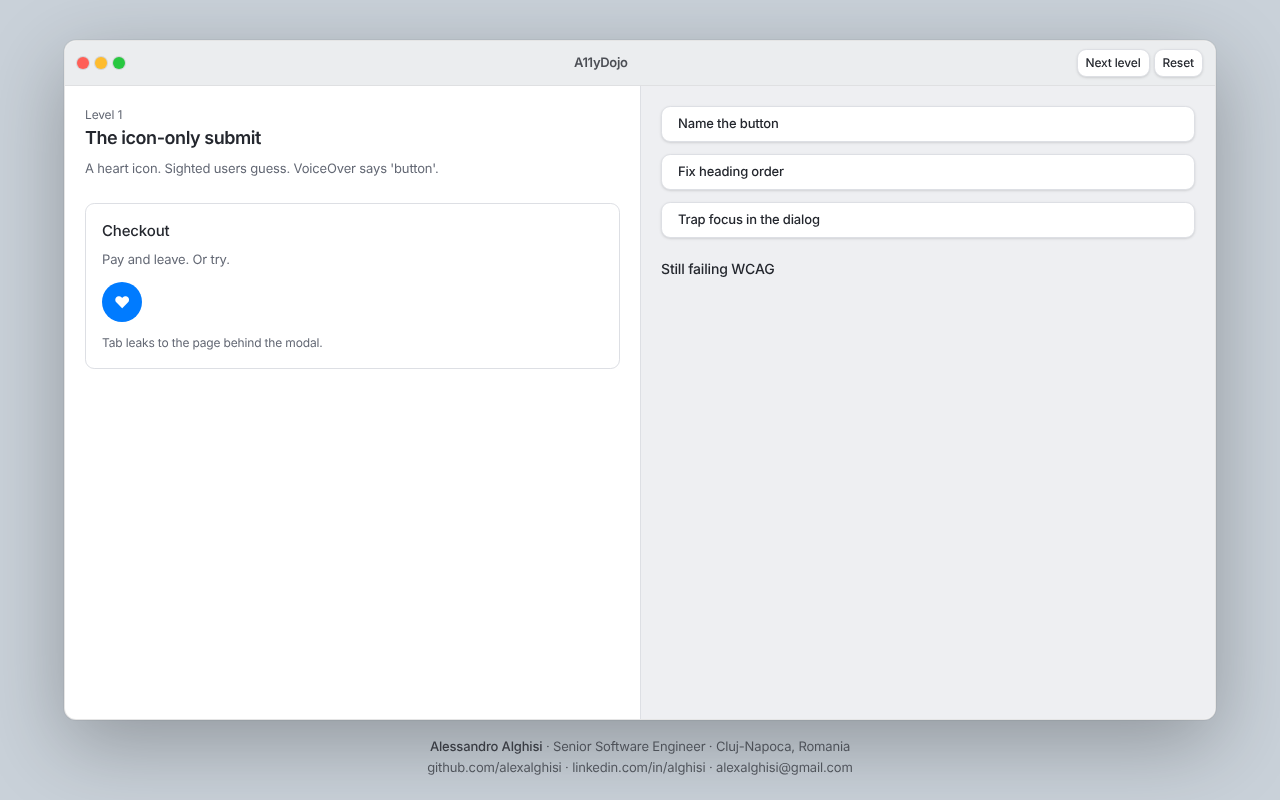 A11yDojo
Next level
Reset
Level 1
The icon-only submit
A heart icon. Sighted users guess. VoiceOver says 'button'.
Checkout
Pay and leave. Or try.
Tab leaks to the page behind the modal.
Name the button
Fix heading order
Trap focus in the dialog
Still failing WCAG
Alessandro Alghisi · Senior Software Engineer · Cluj-Napoca, Romania
github.com/alexalghisi · linkedin.com/in/alghisi · alexalghisi@gmail.com